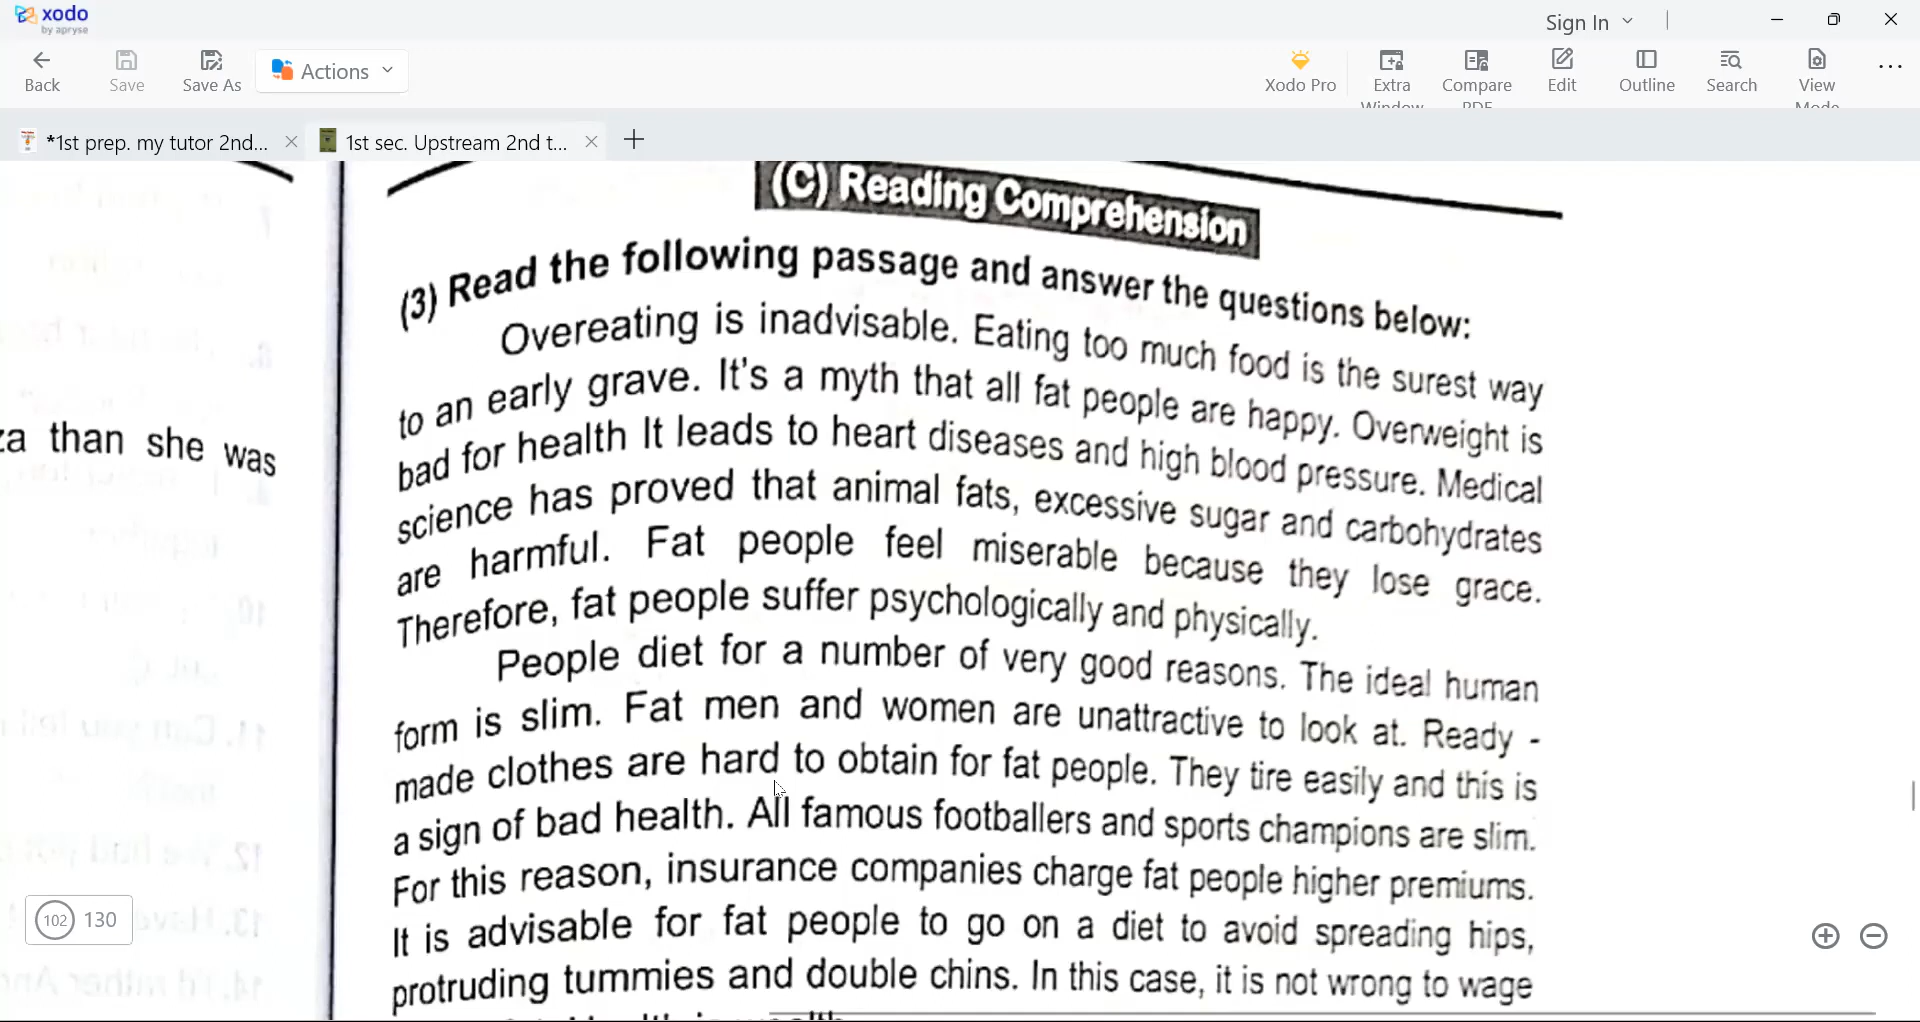 xodo
by apryse
Sign In
Back
Save
Save As
Actions
Xodo Pro
Extra
Window
Compare
PDF
Edit
Outline
Search
View
Mode
*1st prep. my tutor 2nd...
1st sec. Upstream 2nd t...
(C) Reading Comprehension
(3) Read the following passage and answer the questions below:
Overeating is inadvisable. Eating too much food is the surest way
to an early grave. It's a myth that all fat people are happy. Overweight is
bad for health It leads to heart diseases and high blood pressure. Medical
science has proved that animal fats, excessive sugar and carbohydrates
are harmful. Fat people feel miserable because they lose grace.
Therefore, fat people suffer psychologically and physically.
People diet for a number of very good reasons. The ideal human
form is slim. Fat men and women are unattractive to look at. Ready -
made clothes are hard to obtain for fat people. They tire easily and this is
a sign of bad health. All famous footballers and sports champions are slim.
For this reason, insurance companies charge fat people higher premiums.
It is advisable for fat people to go on a diet to avoid spreading hips,
protruding tummies and double chins. In this case, it is not wrong to wage
za than she was
102 130